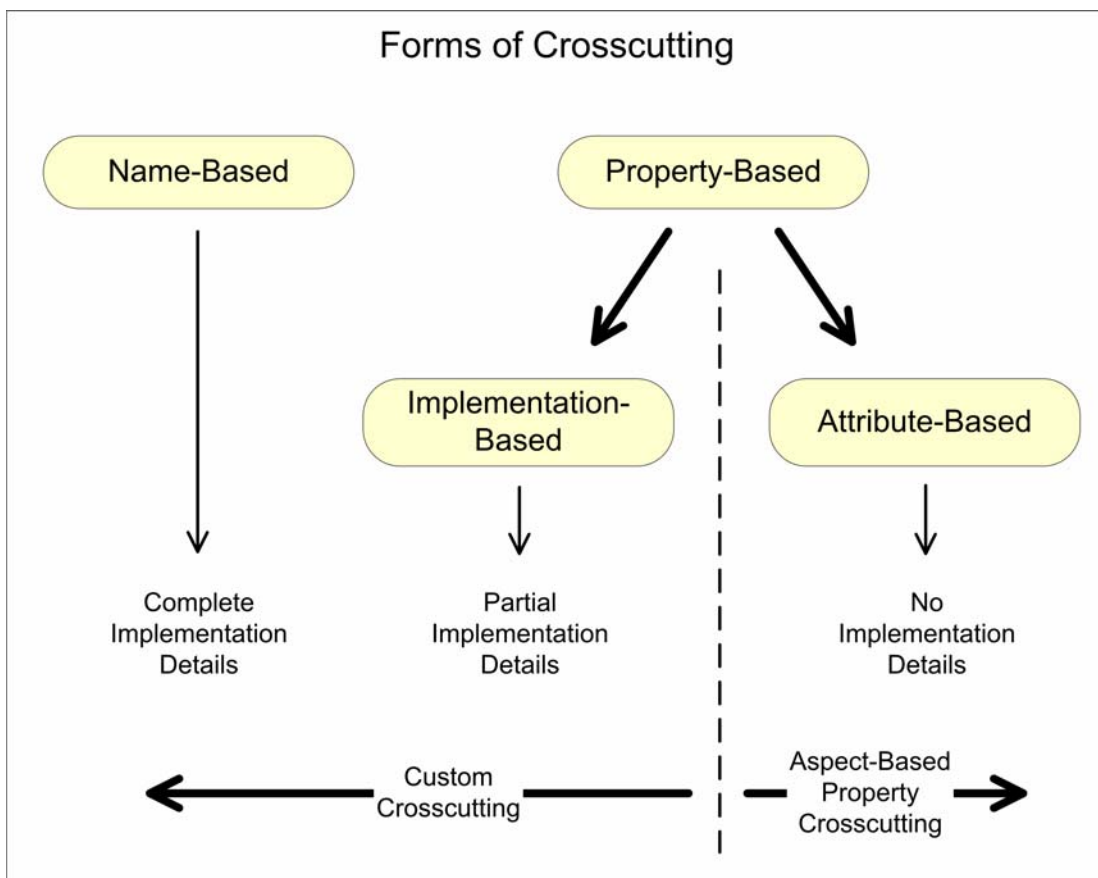 Forms of Crosscutting
Name-Based
Property-Based
Implementation-
Based
Attribute-Based
Complete
Implementation
Details
Partial
Implementation
Details
No
Implementation
Details
Custom
Crosscutting
Aspect-Based
Property
Crosscutting